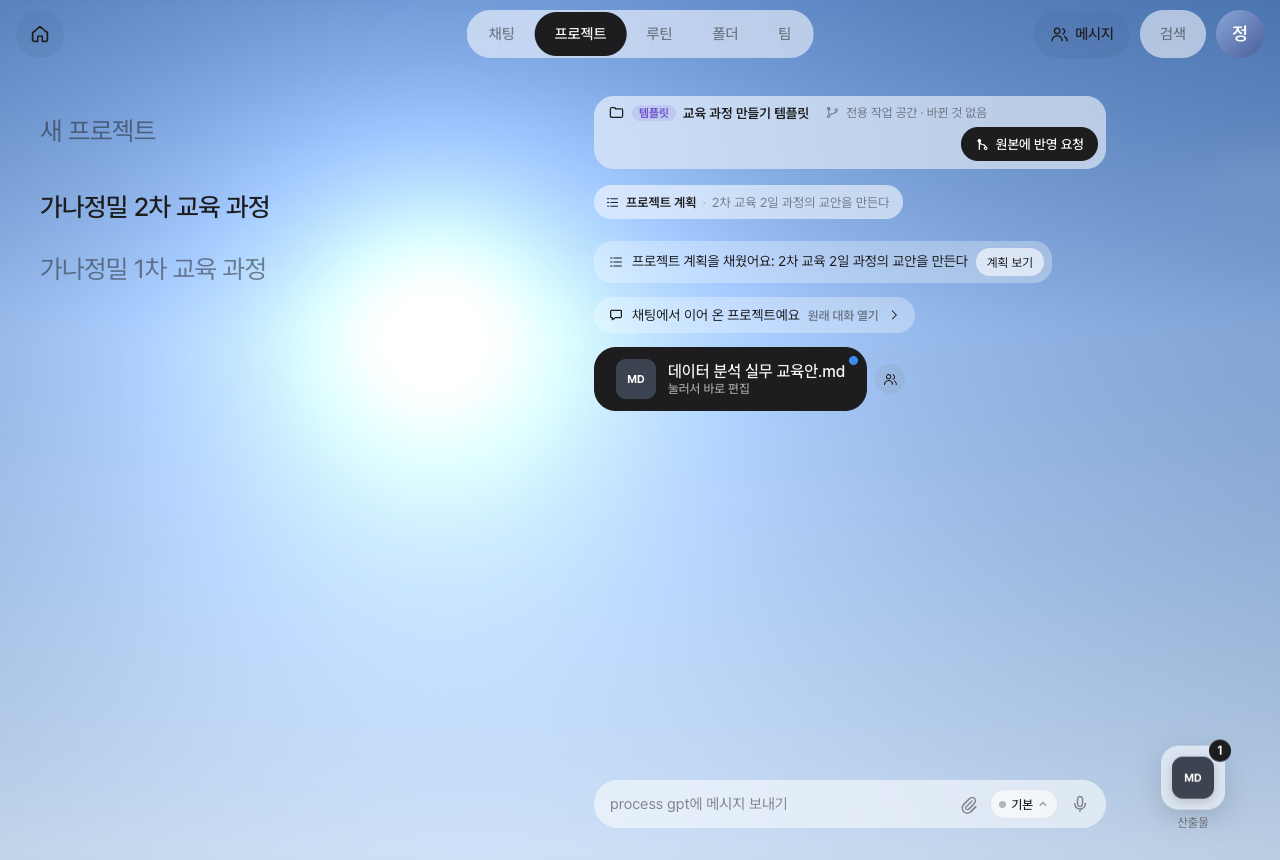 채팅
프로젝트
루틴
폴더
팀
메시지
검색
정
새 프로젝트
가나정밀 2차 교육 과정
가나정밀 1차 교육 과정
템플릿 교육 과정 만들기 템플릿 전용 작업 공간 · 바뀐 것 없음
원본에 반영 요청
프로젝트 계획 · 2차 교육 2일 과정의 교안을 만든다
프로젝트 계획을 채웠어요: 2차 교육 2일 과정의 교안을 만든다 계획 보기
채팅에서 이어 온 프로젝트예요 원래 대화 열기
MD
데이터 분석 실무 교육안.md
눌러서 바로 편집
process gpt에 메시지 보내기
기본
1
MD
산출물